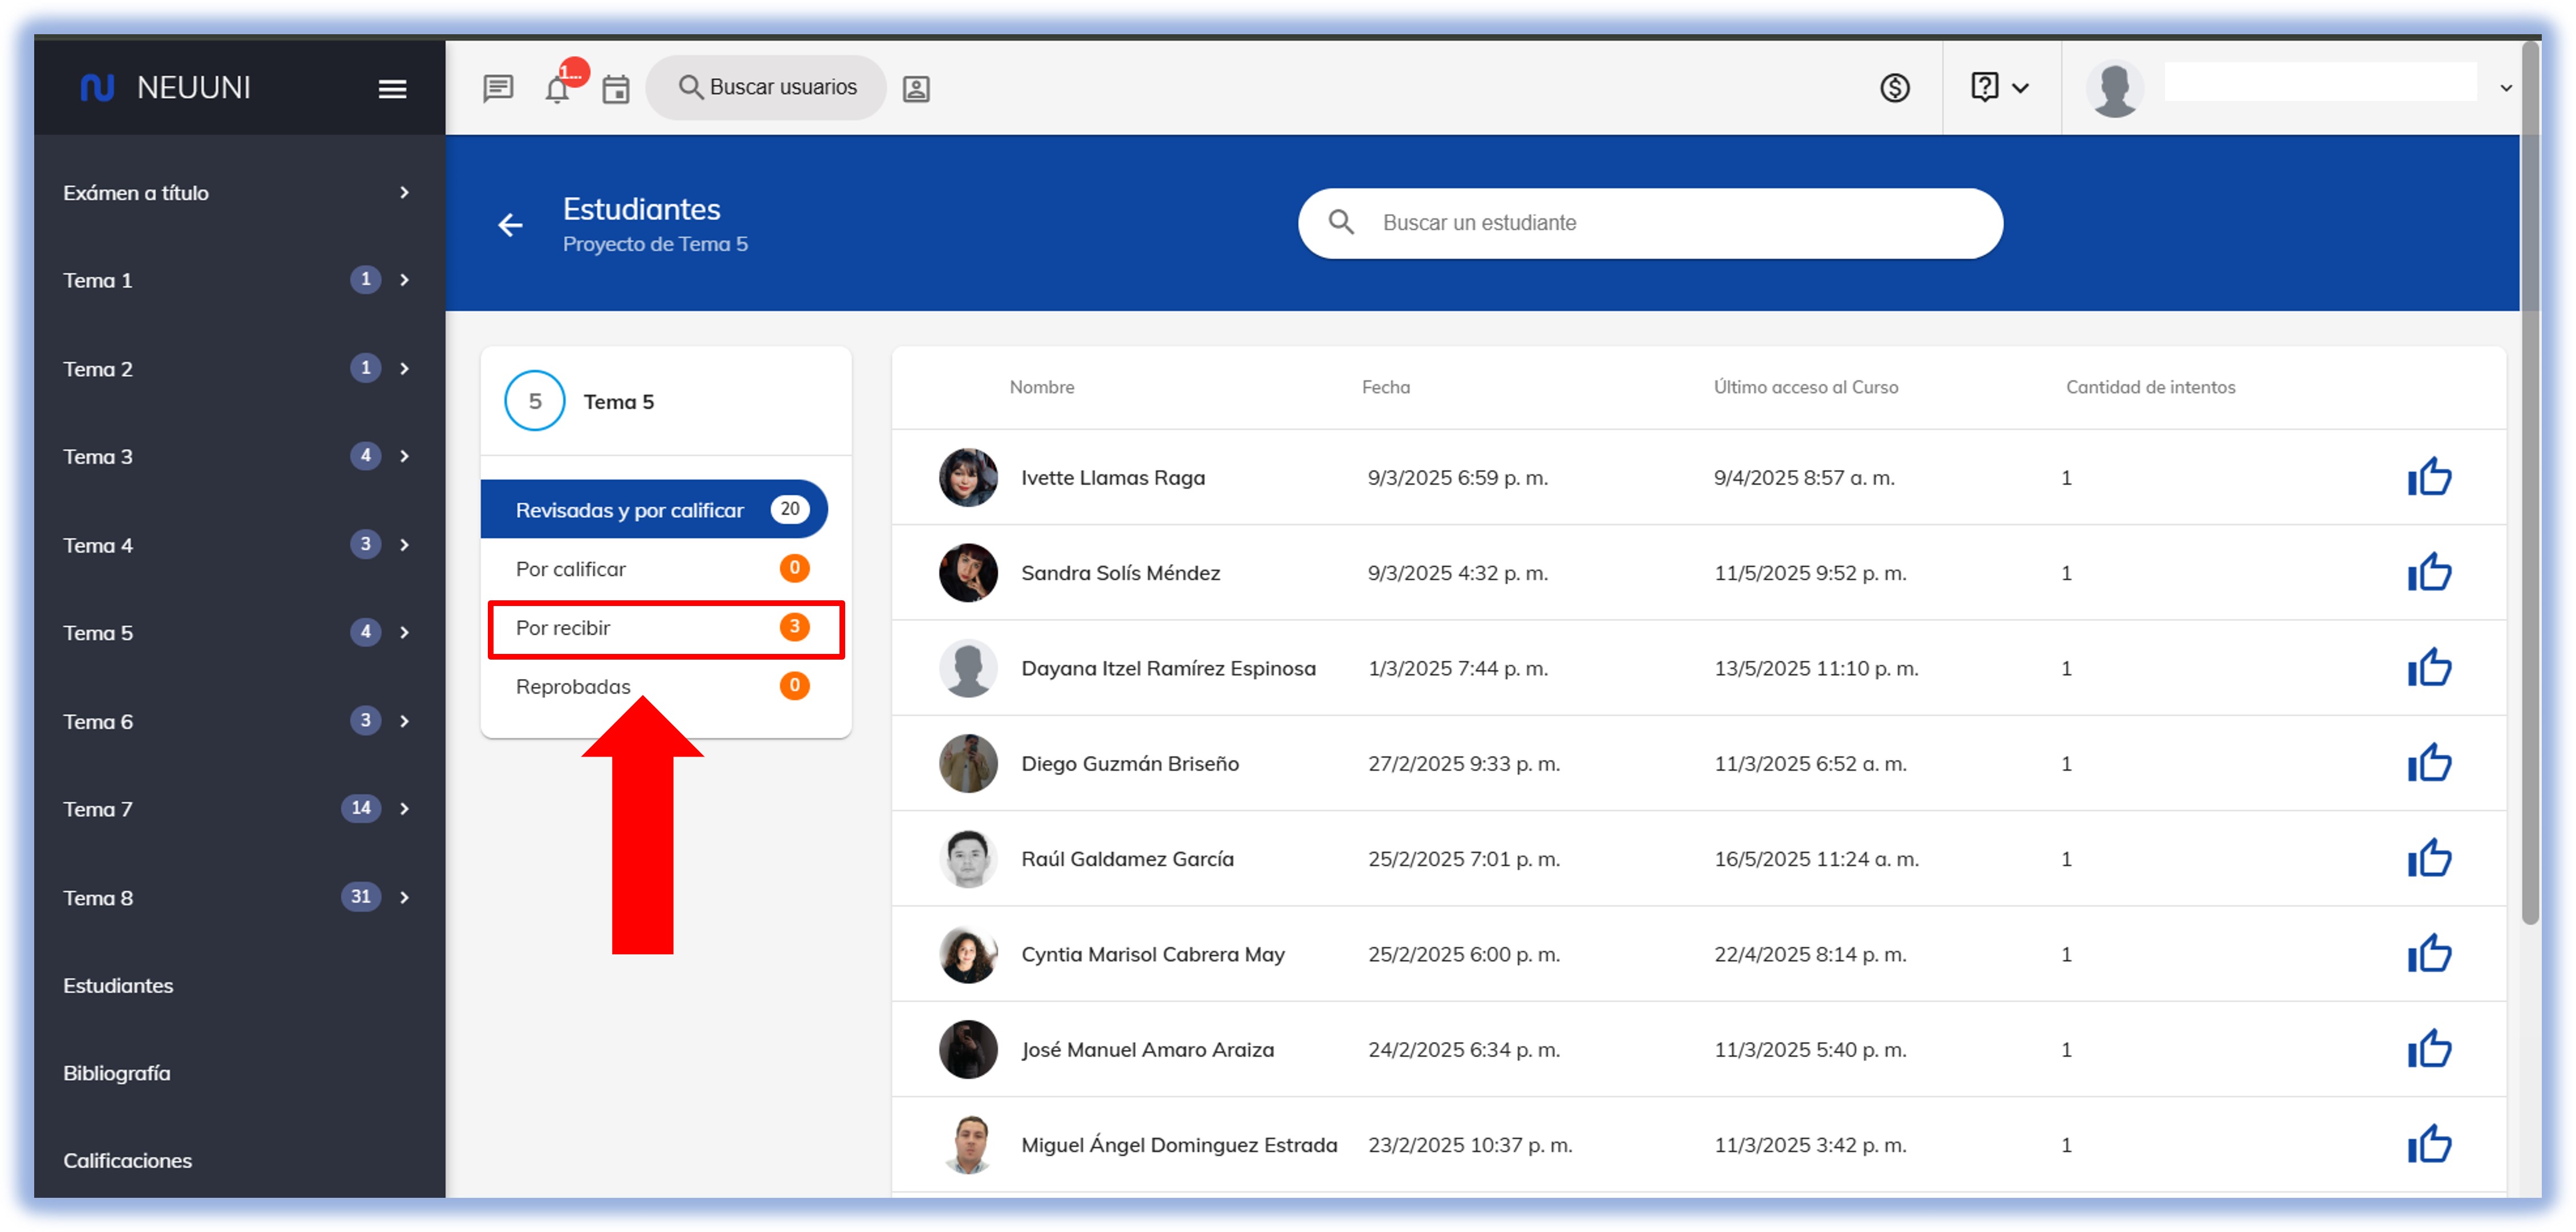 NEUUNI
1...
Buscar usuarios
Exámen a título
Tema 1 1
Tema 2 1
Tema 3 4
Tema 4 3
Tema 5 4
Tema 6 3
Tema 7 14
Tema 8 31
Estudiantes
Bibliografía
Calificaciones
Estudiantes
Proyecto de Tema 5
Buscar un estudiante
5 Tema 5
Revisadas y por calificar 20
Por calificar 0
Por recibir 3
Reprobadas 0
Nombre Fecha Último acceso al Curso Cantidad de intentos
Ivette Llamas Raga 9/3/2025 6:59 p. m. 9/4/2025 8:57 a. m. 1
Sandra Solís Méndez 9/3/2025 4:32 p. m. 11/5/2025 9:52 p. m. 1
Dayana Itzel Ramírez Espinosa 1/3/2025 7:44 p. m. 13/5/2025 11:10 p. m. 1
Diego Guzmán Briseño 27/2/2025 9:33 p. m. 11/3/2025 6:52 a. m. 1
Raúl Galdamez García 25/2/2025 7:01 p. m. 16/5/2025 11:24 a. m. 1
Cyntia Marisol Cabrera May 25/2/2025 6:00 p. m. 22/4/2025 8:14 p. m. 1
José Manuel Amaro Araiza 24/2/2025 6:34 p. m. 11/3/2025 5:40 p. m. 1
Miguel Ángel Dominguez Estrada 23/2/2025 10:37 p. m. 11/3/2025 3:42 p. m. 1